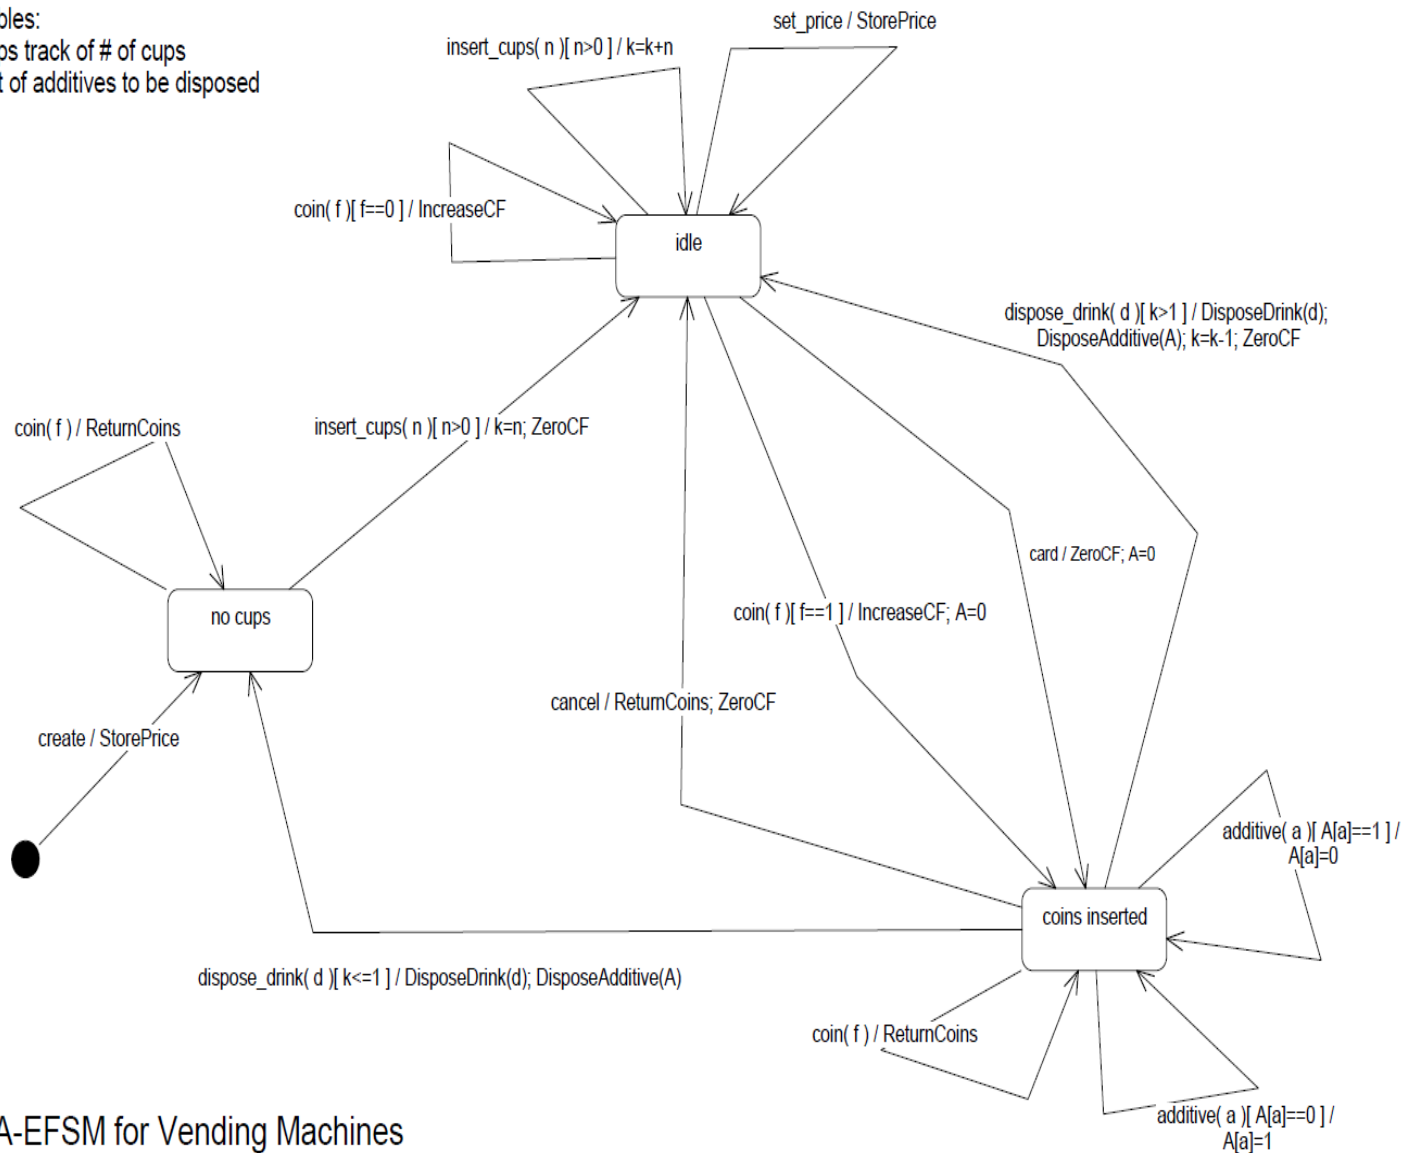 bles:
ps track of # of cups
t of additives to be disposed
set_price / StorePrice
insert_cups( n )[ n>0 ] / k=k+n
coin( f )[ f==0 ] / IncreaseCF
idle
dispose_drink( d )[ k>1 ] / DisposeDrink(d);
DisposeAdditive(A); k=k-1; ZeroCF
coin( f ) / ReturnCoins
insert_cups( n )[ n>0 ] / k=n; ZeroCF
card / ZeroCF; A=0
no cups
coin( f )[ f==1 ] / IncreaseCF; A=0
cancel / ReturnCoins; ZeroCF
create / StorePrice
additive( a )[ A[a]==1 ] /
A[a]=0
coins inserted
dispose_drink( d )[ k<=1 ] / DisposeDrink(d); DisposeAdditive(A)
coin( f ) / ReturnCoins
additive( a )[ A[a]==0 ] /
A[a]=1
A-EFSM for Vending Machines